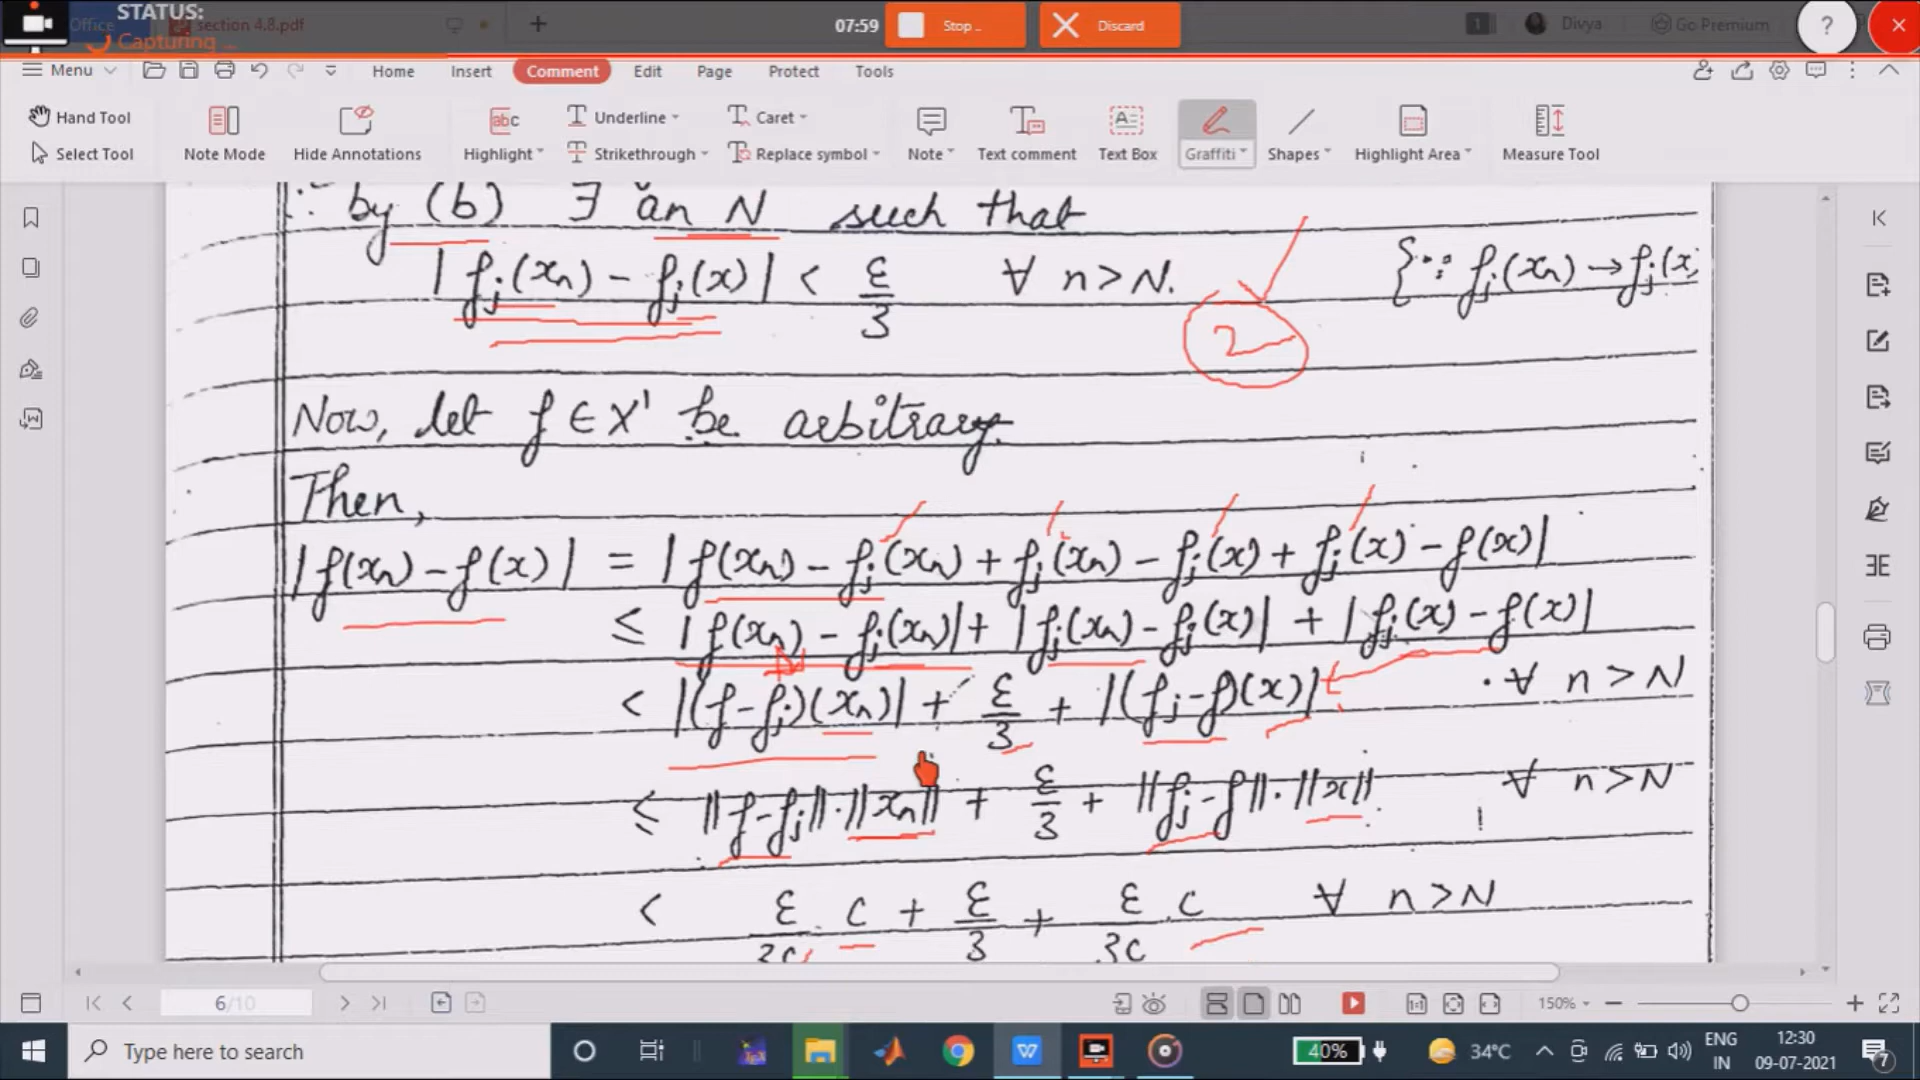 STATUS:
Capturing ...
Office
section 4.8.pdf
07:59
Stop ..
Discard
1
Divya
Go Premium
?
Menu
Home
Insert
Comment
Edit
Page
Protect
Tools
Hand Tool
Select Tool
Note Mode
Hide Annotations
Highlight
Underline
Strikethrough
Caret
Replace symbol
Note
Text comment
Text Box
Graffiti
Shapes
Highlight Area
Measure Tool
∴ by (b) ∃ an N such that
|fj(xn) - fj(x)| < ε/3 ∀ n > N. {∵ fj(xn) → fj(x)
2
Now, let f ∈ X' be arbitrary.
Then,
|f(xn) - f(x)| = |f(xn) - fj(xn) + fj(xn) - fj(x) + fj(x) - f(x)|
≤ |f(xn) - fj(xn)| + |fj(xn) - fj(x)| + |fj(x) - f(x)|
< |(f - fj)(xn)| + ε/3 + |(fj - f)(x)| ∀ n > N
≤ ||f - fj||·||xn|| + ε/3 + ||fj - f||·||x|| ∀ n > N
< ε/3c · c + ε/3 + ε/3c · c ∀ n > N
6/10
150%
Type here to search
40%
34°C
ENG
IN
12:30
09-07-2021
7